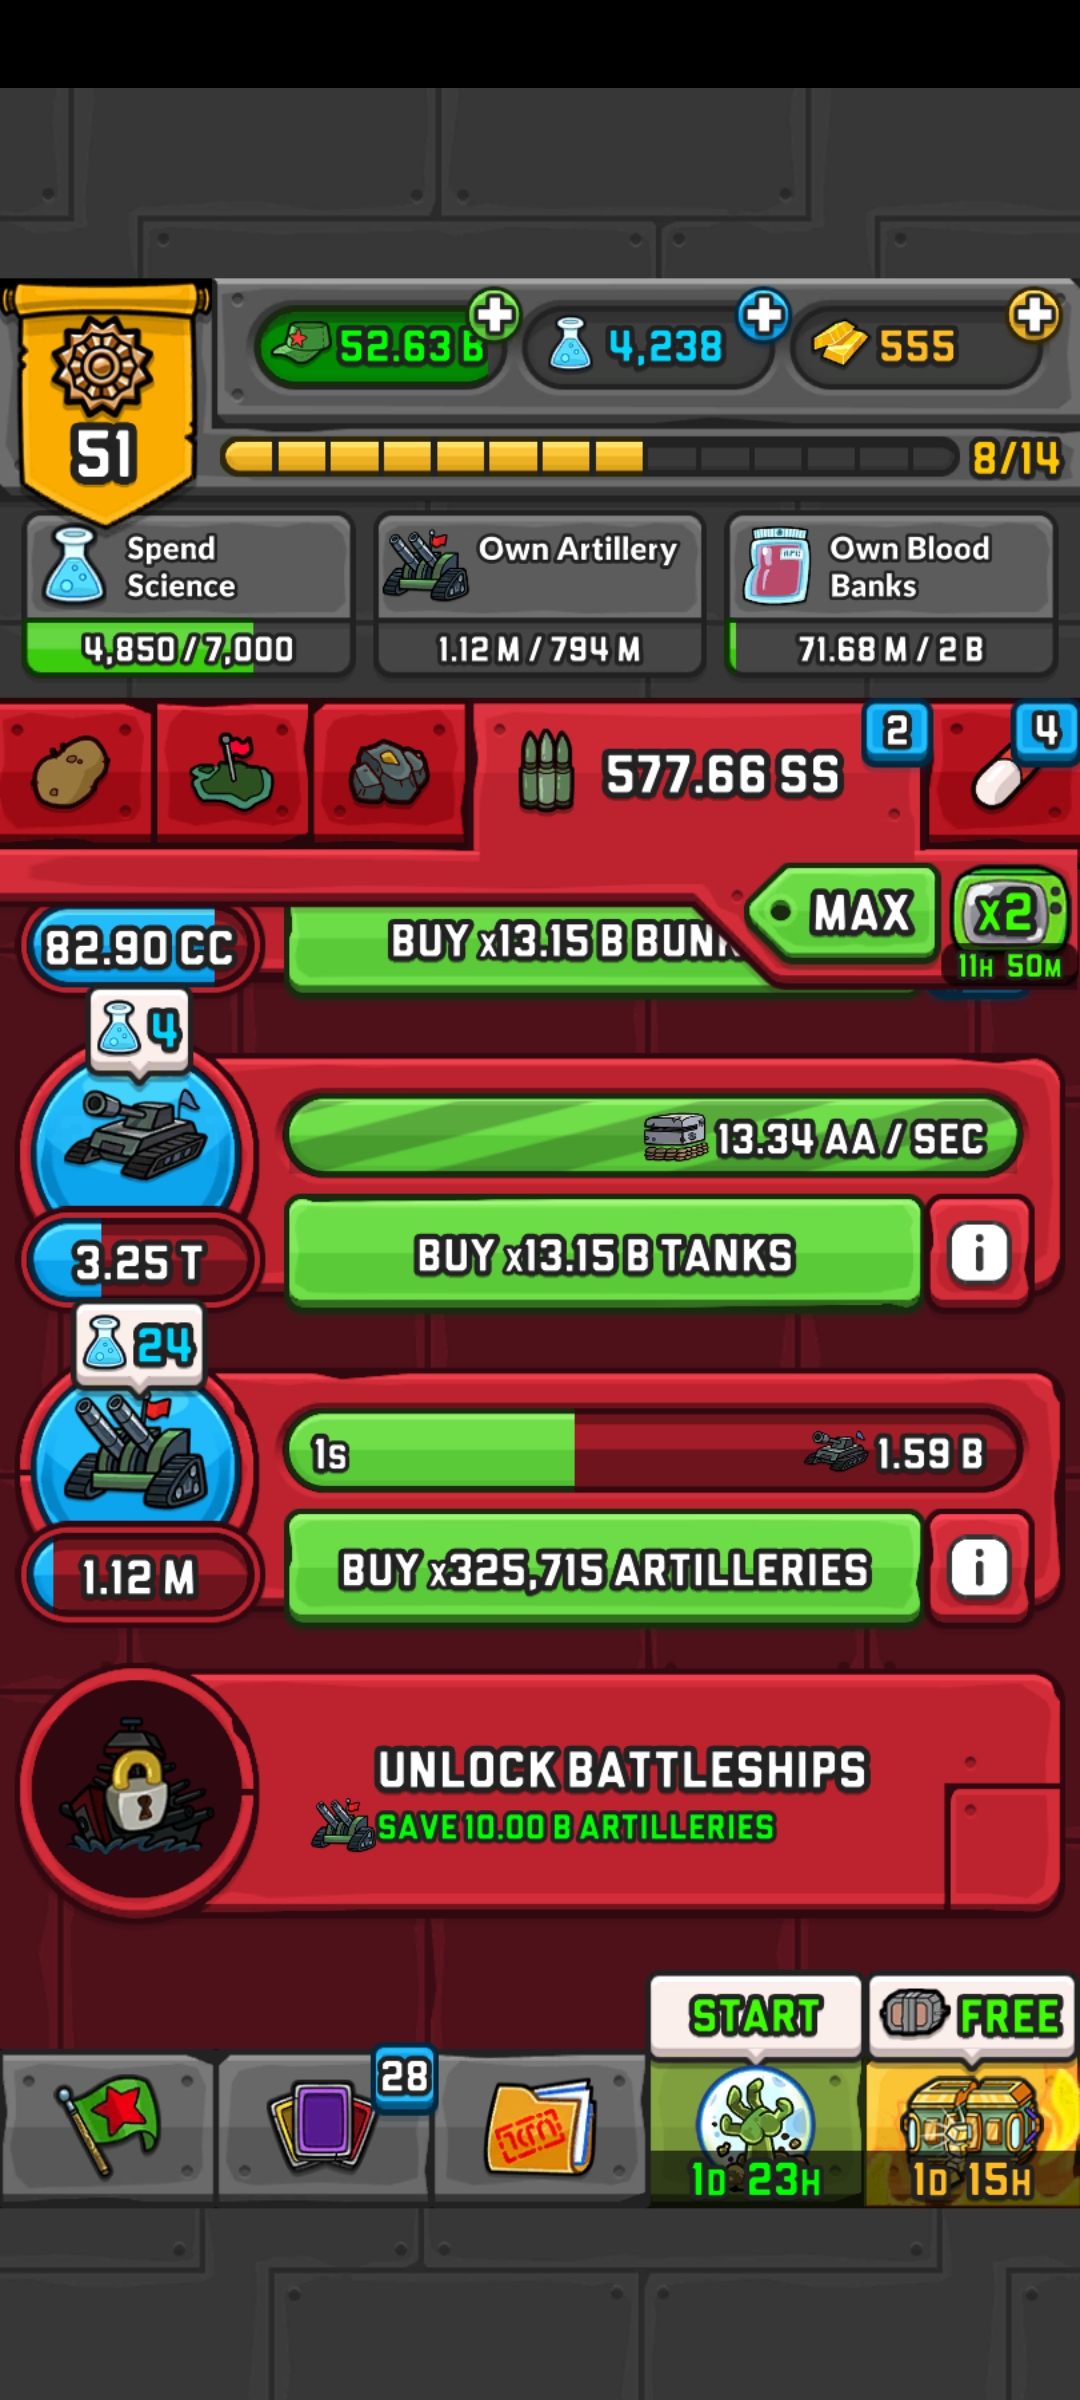 52.63 B
4,238
555
51
8/14
Spend
Science
4,850 / 7,000
Own Artillery
1.12 M / 794 M
Own Blood
Banks
71.68 M / 2 B
577.66 SS
2
4
MAX
x2
11H 50M
82.90 CC
BUY x13.15 B
4
13.34 AA / SEC
3.25 T
BUY x13.15 B TANKS
i
24
1s
1.59 B
1.12 M
BUY x325,715 ARTILLERIES
i
UNLOCK BATTLESHIPS
SAVE 10.00 B ARTILLERIES
START
FREE
28
1D 23H
1D 15H